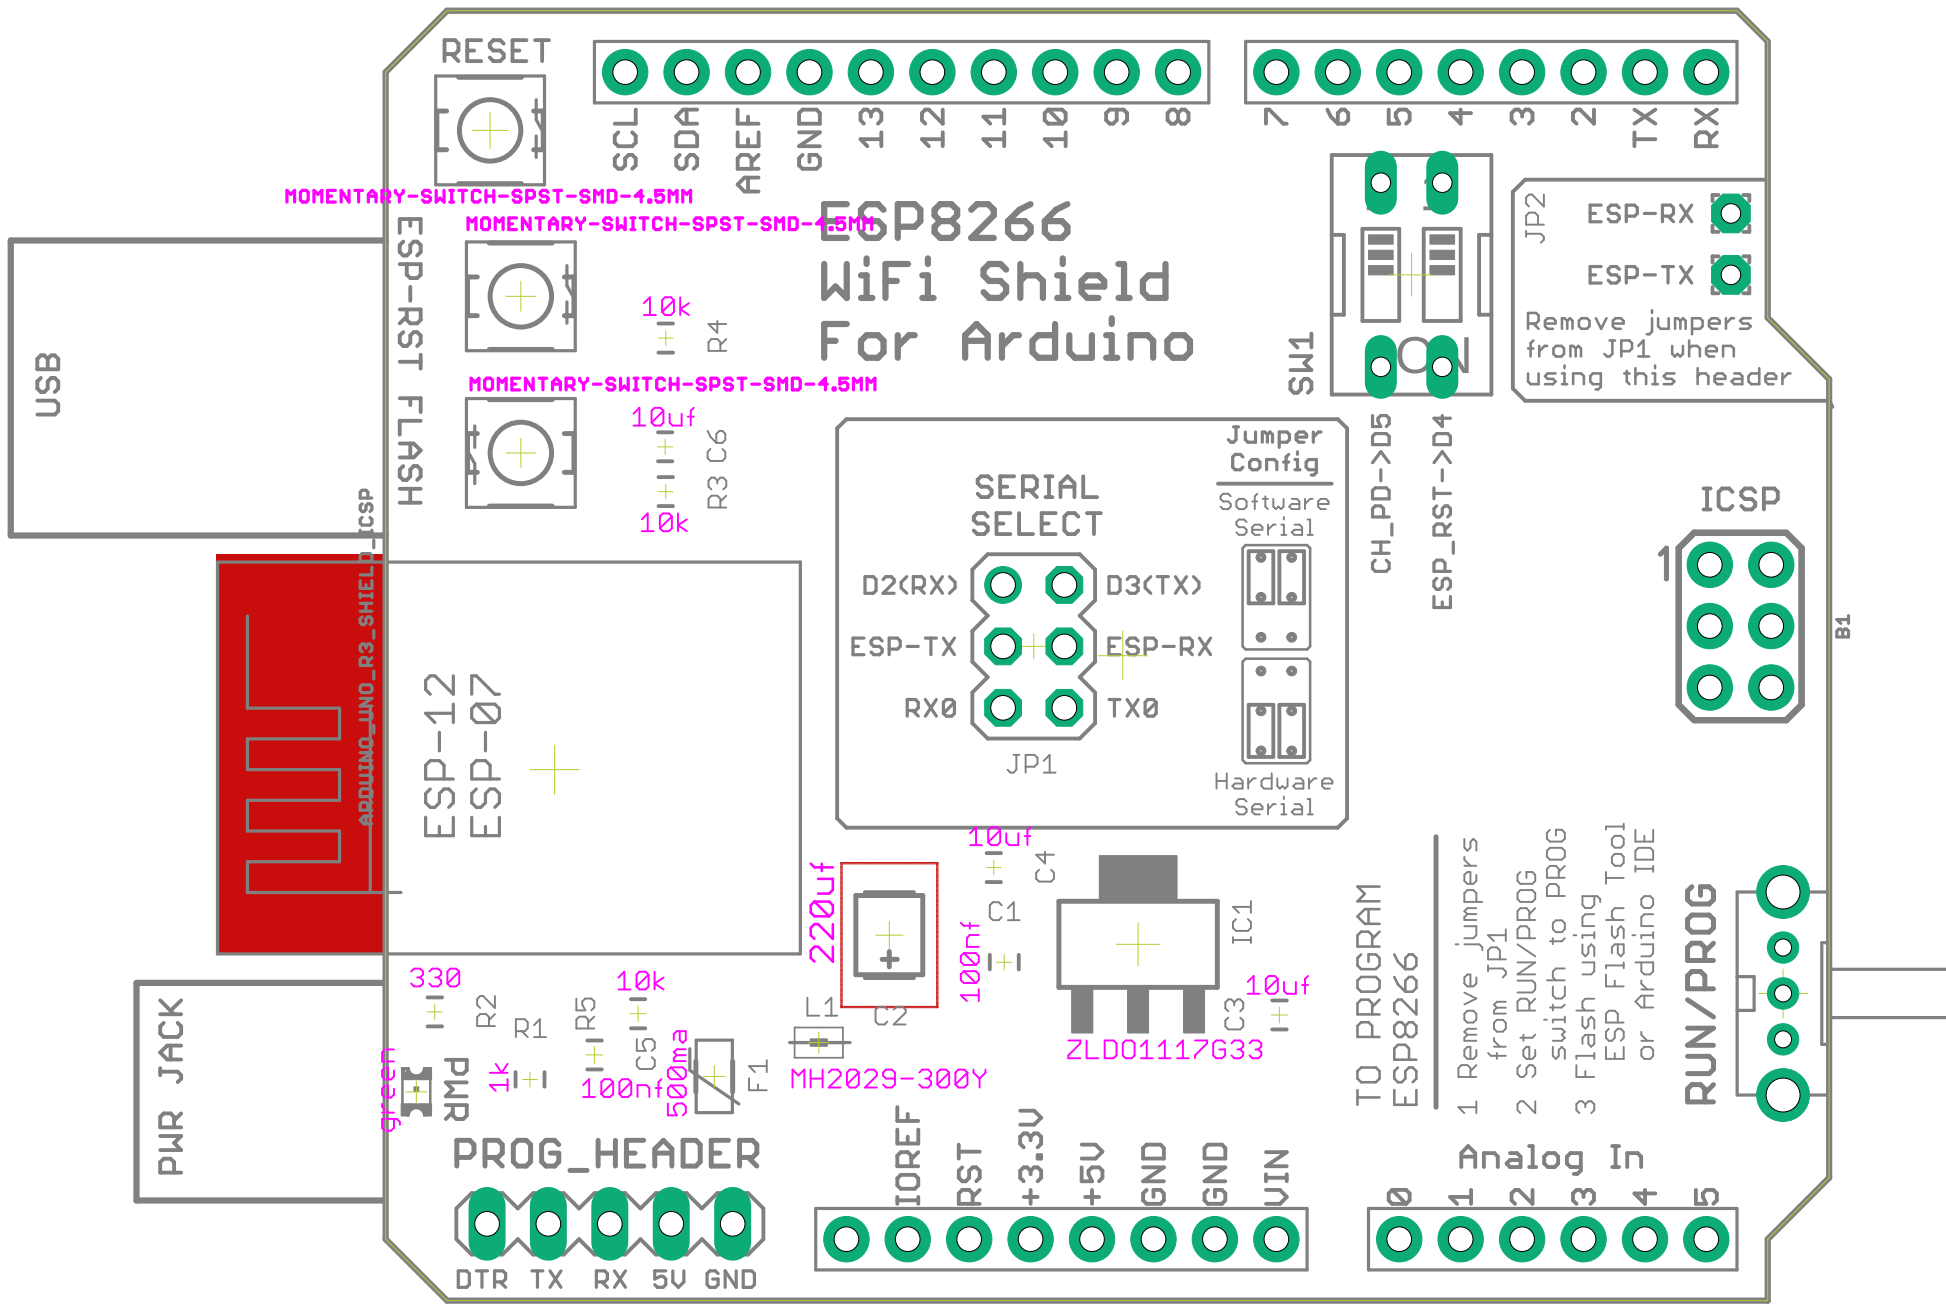 RESET
SCL
SDA
AREF
GND
13
12
11
10
9
8
7
6
5
4
3
2
TX
RX
MOMENTARY-SWITCH-SPST-SMD-4.5MM
MOMENTARY-SWITCH-SPST-SMD-4.5MM
ESP8266
WiFi Shield
For Arduino
ESP-RST
FLASH
10k
R4
MOMENTARY-SWITCH-SPST-SMD-4.5MM
10uf
C6
R3
10k
USB
SW1
ON
JP2
ESP-RX
ESP-TX
Remove jumpers
from JP1 when
using this header
CH_PD->D5
ESP_RST->D4
Jumper
Config
Software
Serial
SERIAL
SELECT
D2(RX)
D3(TX)
ESP-TX
ESP-RX
RX0
TX0
JP1
Hardware
Serial
ICSP
1
B1
ARDUINO_UNO_R3_SHIELD_ICSP
ESP-12
ESP-07
220uf
C2
10uf
C4
C1
100nf
IC1
ZLDO1117G33
10uf
C3
L1
MH2029-300Y
330
R2
R1
1k
R5
10k
C5
100nf
500ma
F1
green
PWR
PWR JACK
TO PROGRAM
ESP8266
1 Remove jumpers
from JP1
2 Set RUN/PROG
switch to PROG
3 Flash using
ESP Flash Tool
or Arduino IDE
RUN/PROG
PROG_HEADER
DTR
TX
RX
5V
GND
IOREF
RST
+3.3V
+5V
GND
GND
VIN
Analog In
0
1
2
3
4
5